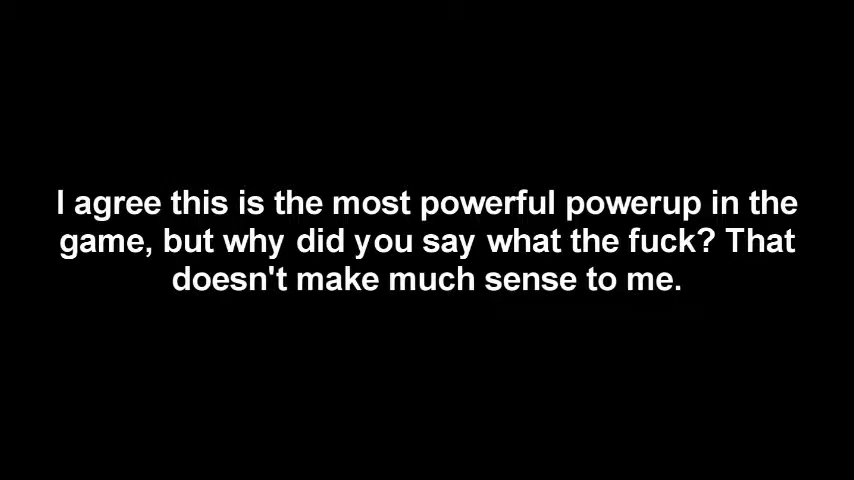 I agree this is the most powerful powerup in the
game, but why did you say what the fuck? That
doesn't make much sense to me.